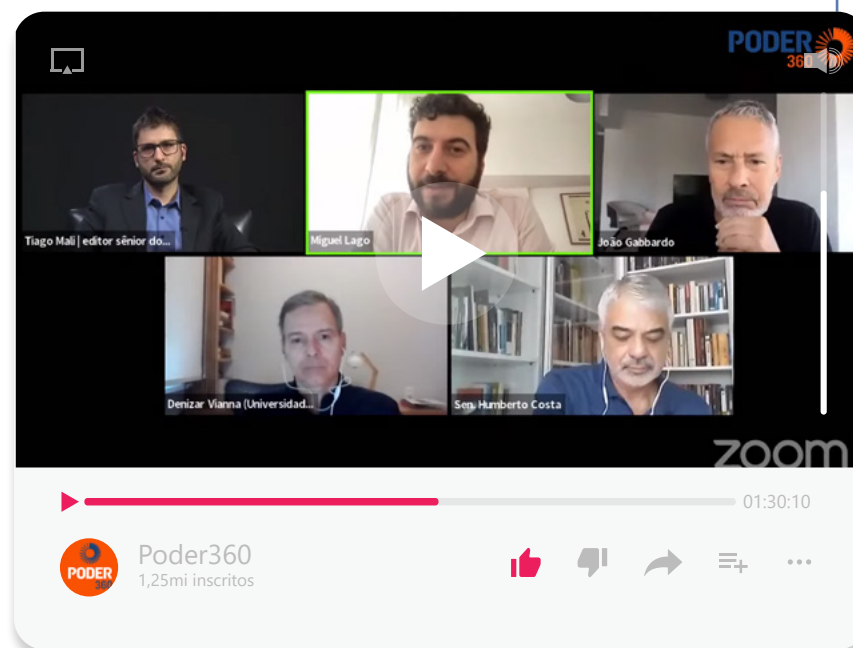 PODER
360
Tiago Mali | editor sênior do...
Miguel Lago
João Gabbardo
Denizar Vianna (Universidad...
Sen. Humberto Costa
zoom
01:30:10
PODER
360
Poder360
1,25mi inscritos